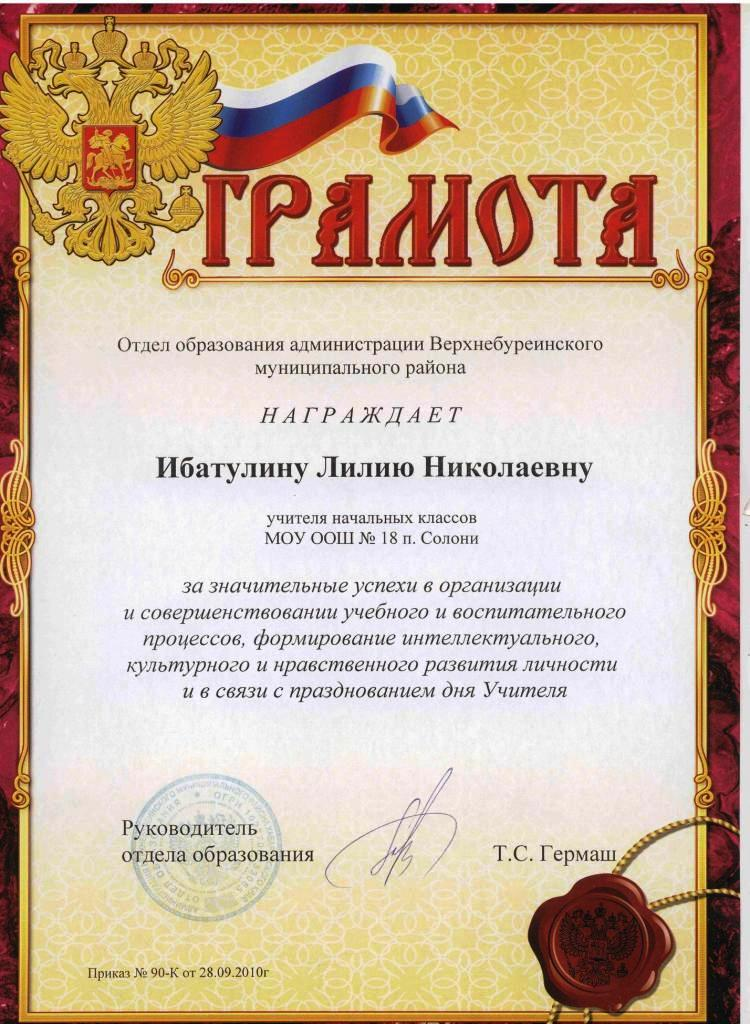 ГРАМОТА
Отдел образования администрации Верхнебуреинского
муниципального района
НАГРАЖДАЕТ
Ибатулину Лилию Николаевну
учителя начальных классов
МОУ ООШ № 18 п. Солони
за значительные успехи в организации
и совершенствовании учебного и воспитательного
процессов, формирование интеллектуального,
культурного и нравственного развития личности
и в связи с празднованием дня Учителя
Руководитель
отдела образования
Т.С. Гермаш
Приказ № 90-К от 28.09.2010г